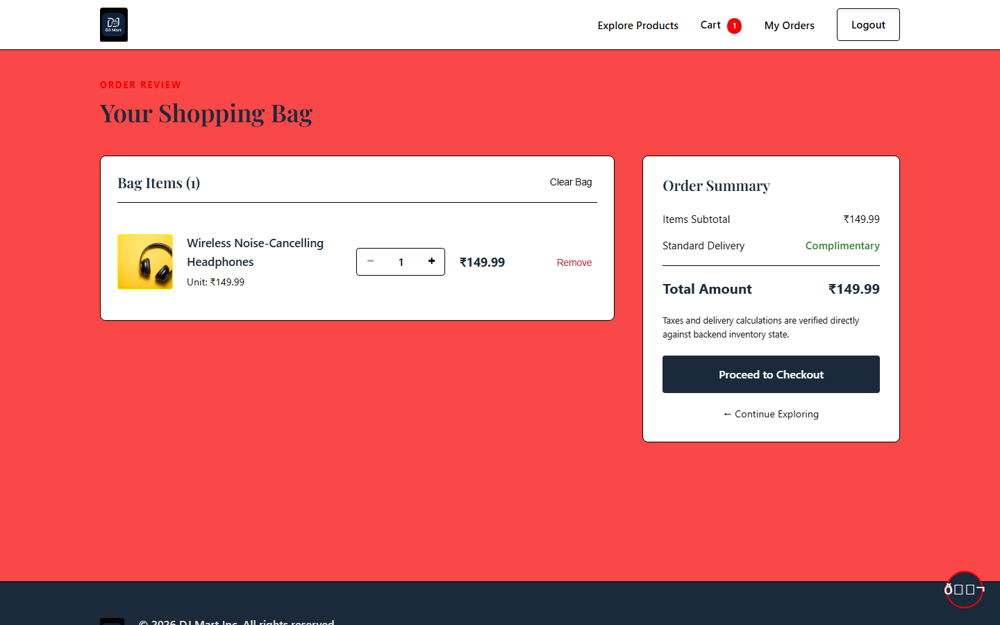 DJ Mart
Explore Products
Cart 1
My Orders
Logout
ORDER REVIEW
Your Shopping Bag
Bag Items (1)
Clear Bag
Wireless Noise-Cancelling
Headphones
Unit: ₹149.99
− 1 +
₹149.99
Remove
Order Summary
Items Subtotal ₹149.99
Standard Delivery Complimentary
Total Amount ₹149.99
Taxes and delivery calculations are verified directly
against backend inventory state.
Proceed to Checkout
← Continue Exploring
© 2026 DJ Mart Inc. All rights reserved